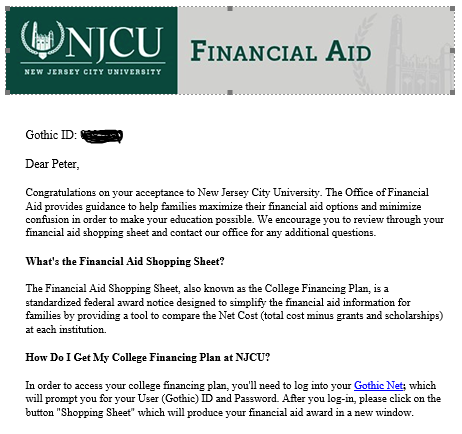 NJCU
NEW JERSEY CITY UNIVERSITY
FINANCIAL AID
Gothic ID:
Dear Peter,
Congratulations on your acceptance to New Jersey City University. The Office of Financial
Aid provides guidance to help families maximize their financial aid options and minimize
confusion in order to make your education possible. We encourage you to review through your
financial aid shopping sheet and contact our office for any additional questions.
What's the Financial Aid Shopping Sheet?
The Financial Aid Shopping Sheet, also known as the College Financing Plan, is a
standardized federal award notice designed to simplify the financial aid information for
families by providing a tool to compare the Net Cost (total cost minus grants and scholarships)
at each institution.
How Do I Get My College Financing Plan at NJCU?
In order to access your college financing plan, you'll need to log into your Gothic Net; which
will prompt you for your User (Gothic) ID and Password. After you log-in, please click on the
button "Shopping Sheet" which will produce your financial aid award in a new window.